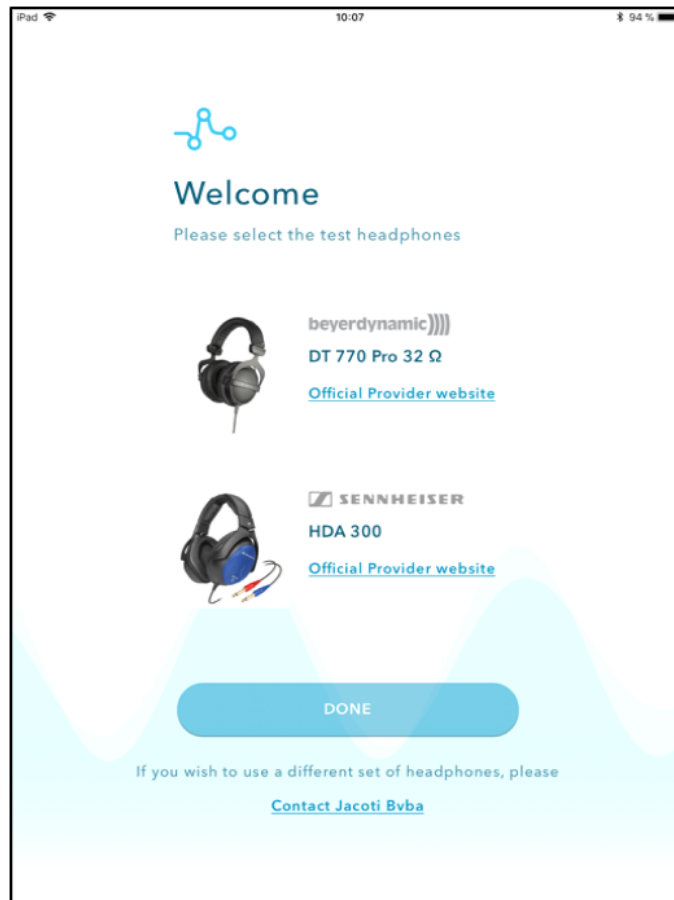 iPad 10:07 94 %
Welcome
Please select the test headphones
beyerdynamic
DT 770 Pro 32 Ω
Official Provider website
SENNHEISER
HDA 300
Official Provider website
DONE
If you wish to use a different set of headphones, please
Contact Jacoti Bvba